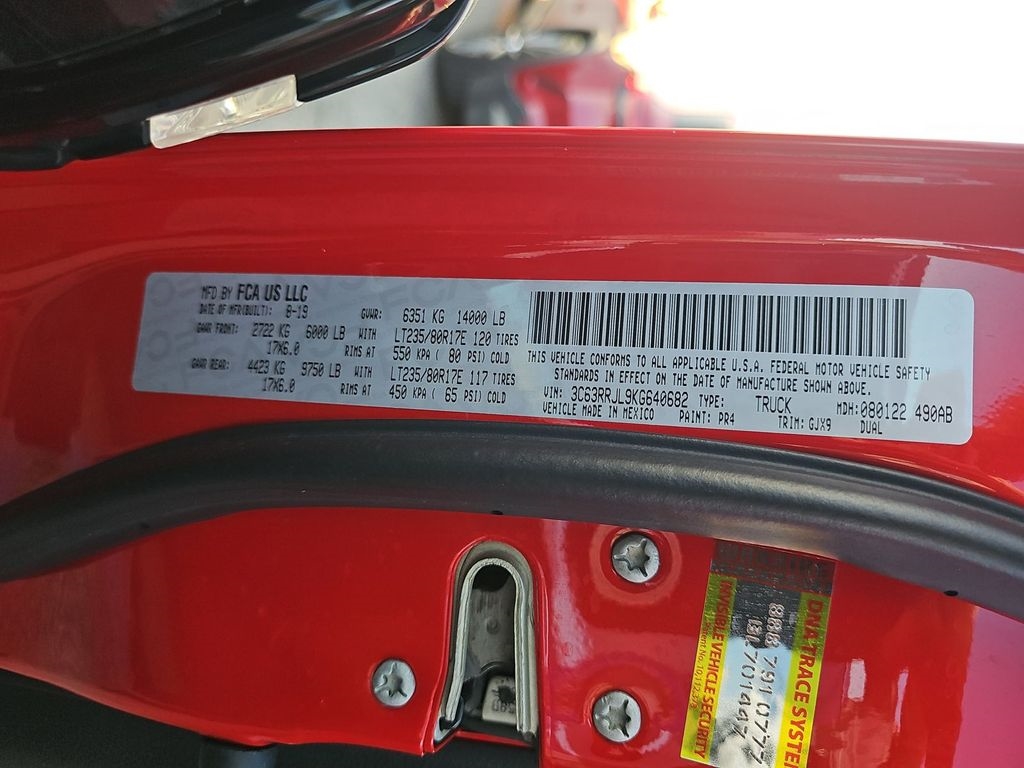 MFD BY FCA US LLC
DATE OF MFR(BUILT): 8-19 GVWR: 6351 KG 14000 LB
GAWR FRONT: 2722 KG 6000 LB WITH LT235/80R17E 120 TIRES
17X6.0 RIMS AT 550 KPA ( 80 PSI) COLD
GAWR REAR: 4423 KG 9750 LB WITH LT235/80R17E 117 TIRES
17X6.0 RIMS AT 450 KPA ( 65 PSI) COLD
THIS VEHICLE CONFORMS TO ALL APPLICABLE U.S.A. FEDERAL MOTOR VEHICLE SAFETY
STANDARDS IN EFFECT ON THE DATE OF MANUFACTURE SHOWN ABOVE.
VIN: 3C63RRJL9KG640682 TYPE: TRUCK MDH:080122 490AB
VEHICLE MADE IN MEXICO PAINT: PR4 TRIM: GJX9 DUAL
DNA TRACE SYSTEM
888 791 0777
701447
INVISIBLE VEHICLE SECURITY